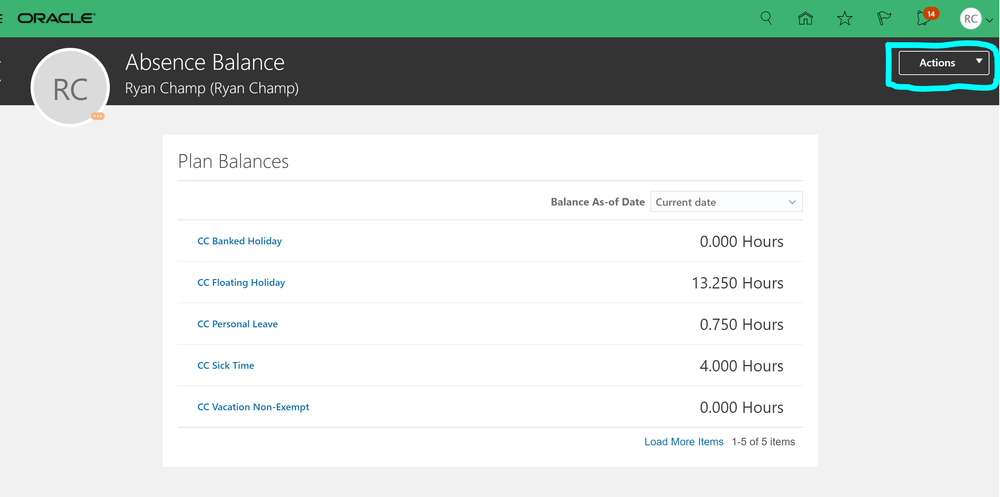 ORACLE
14
RC
Absence Balance
Actions
RC
Ryan Champ (Ryan Champ)
Plan Balances
Balance As-of Date Current date
CC Banked Holiday 0.000 Hours
CC Floating Holiday 13.250 Hours
CC Personal Leave 0.750 Hours
CC Sick Time 4.000 Hours
CC Vacation Non-Exempt 0.000 Hours
Load More Items 1-5 of 5 items